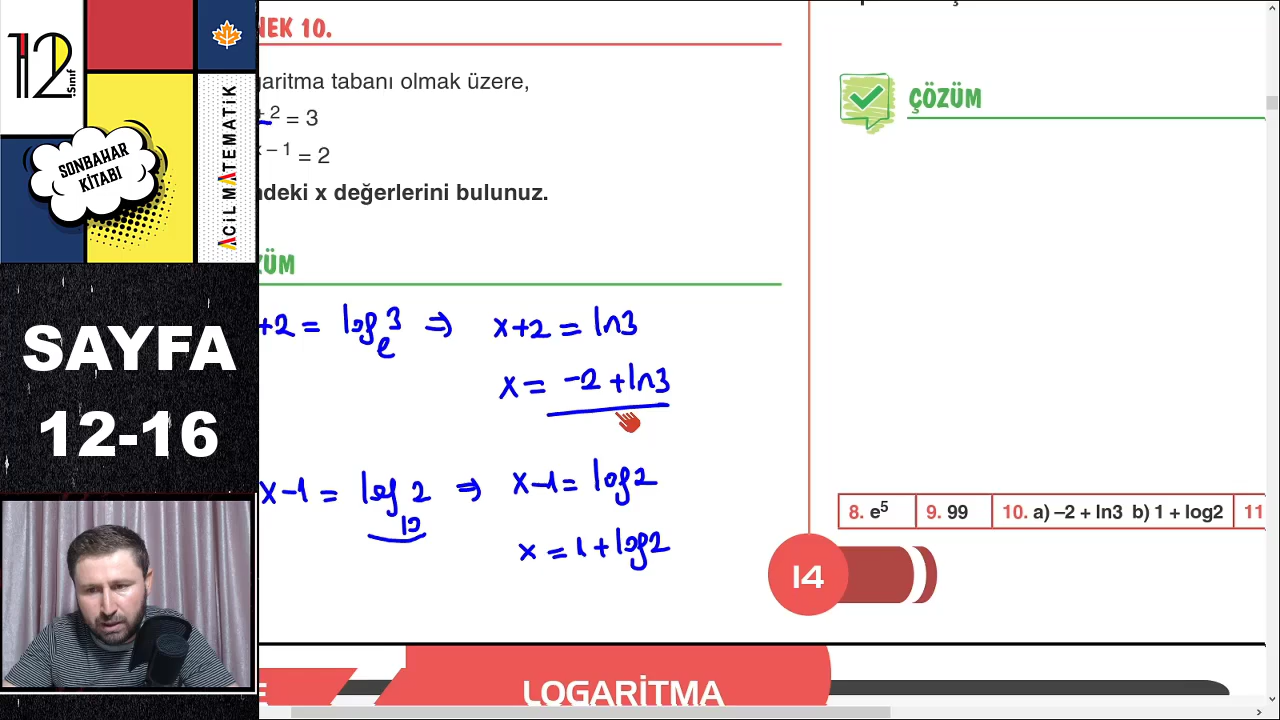 12
.Sınıf
SONBAHAR
KİTABI
ACİLMATEMATİK
SAYFA
12-16
NEK 10.
garitma tabanı olmak üzere,
+ 2 = 3
x – 1 = 2
ndeki x değerlerini bulunuz.
ZÜM
+2 = log_e 3 ⇒ x+2 = ln3
x = -2 + ln3
x-1 = log_10 2 ⇒ x-1 = log2
x = 1 + log2
ÇÖZÜM
8. e⁵ 9. 99 10. a) –2 + ln3 b) 1 + log2 11
14
LOGARİTMA